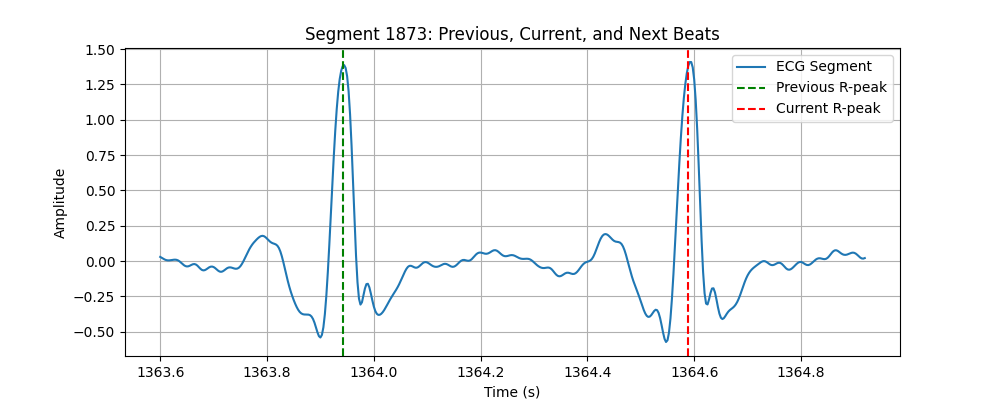 Segment 1873: Previous, Current, and Next Beats
1.50
1.25
1.00
0.75
0.50
0.25
0.00
−0.25
−0.50
Amplitude
ECG Segment
Previous R-peak
Current R-peak
1363.6 1363.8 1364.0 1364.2 1364.4 1364.6 1364.8
Time (s)